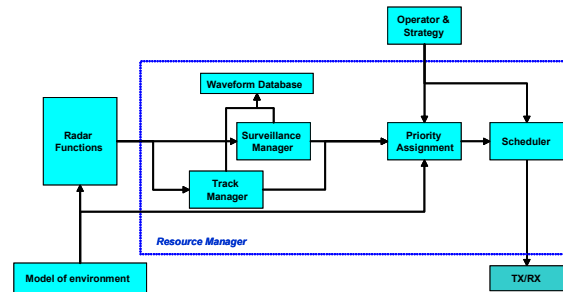 Operator &
Strategy
Waveform Database
Radar
Functions
Surveillance
Manager
Priority
Assignment
Scheduler
Track
Manager
Resource Manager
Model of environment
TX/RX